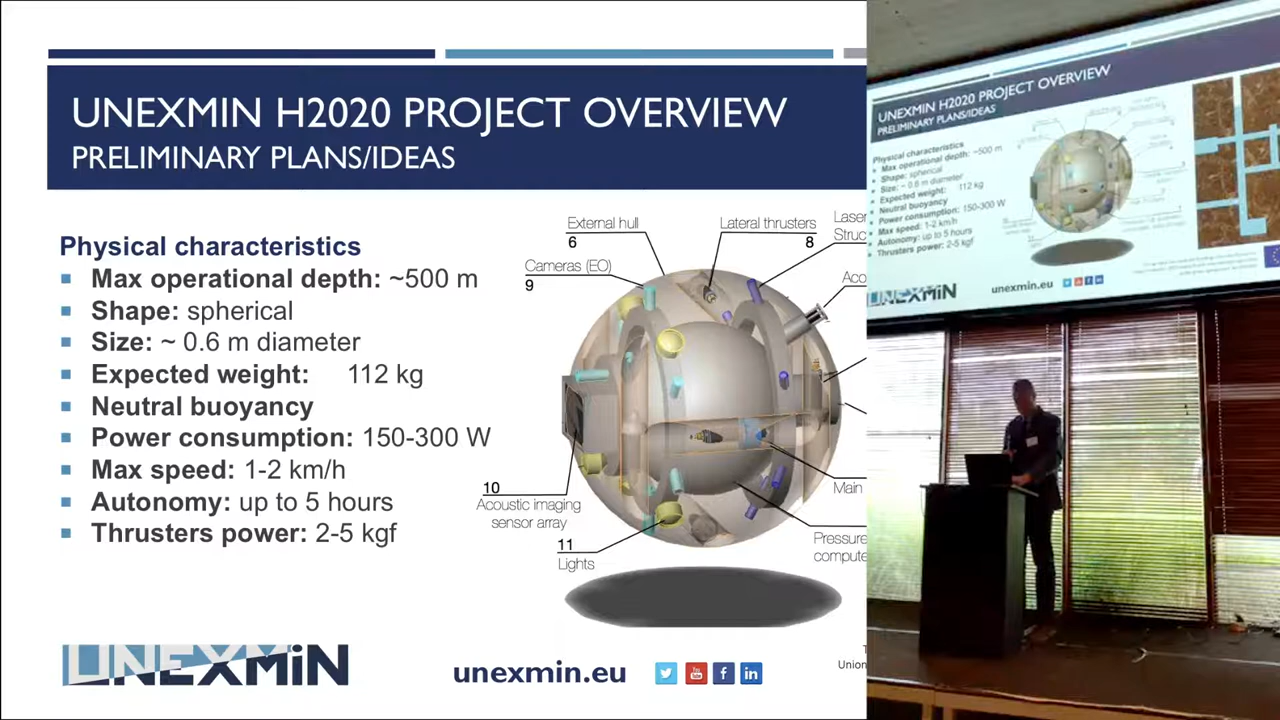 UNEXMIN H2020 PROJECT OVERVIEW
PRELIMINARY PLANS/IDEAS
Physical characteristics
Max operational depth: ~500 m
Shape: spherical
Size: ~ 0.6 m diameter
Expected weight: 112 kg
Neutral buoyancy
Power consumption: 150-300 W
Max speed: 1-2 km/h
Autonomy: up to 5 hours
Thrusters power: 2-5 kgf
External hull
6
Lateral thrusters
8
Laser
Struc
Cameras (EO)
9
Aco
10
Acoustic imaging
sensor array
11
Lights
Main
Pressure
compute
UNEXMiN
unexmin.eu
You Tube
f
in
T
Union
UNEXMIN H2020 PROJECT OVERVIEW
PRELIMINARY PLANS/IDEAS
Physical characteristics
Max operational depth: ~500 m
Shape: spherical
Size: ~ 0.6 m diameter
Expected weight: 112 kg
Neutral buoyancy
Power consumption: 150-300 W
Max speed: 1-2 km/h
Autonomy: up to 5 hours
Thrusters power: 2-5 kgf
UNEXMiN
unexmin.eu